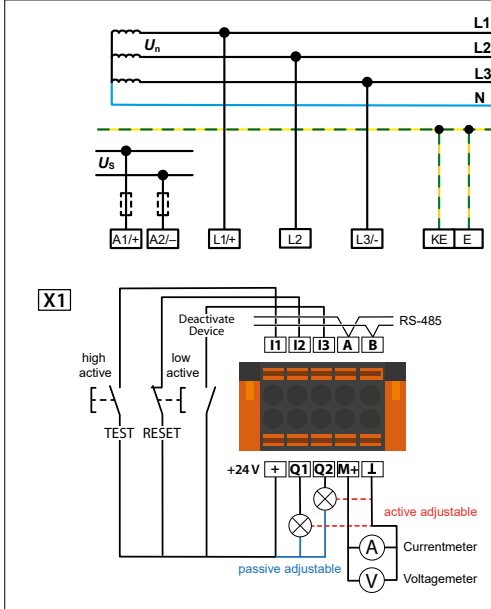 L1
Un
L2
L3
N
US
A1/+ A2/– L1/+ L2 L3/- KE E
X1
Deactivate
Device
RS-485
I1 I2 I3 A B
high
active
low
active
TEST RESET
+24 V + Q1 Q2 M+ ⊥
active adjustable
passive adjustable
A Currentmeter
V Voltagemeter